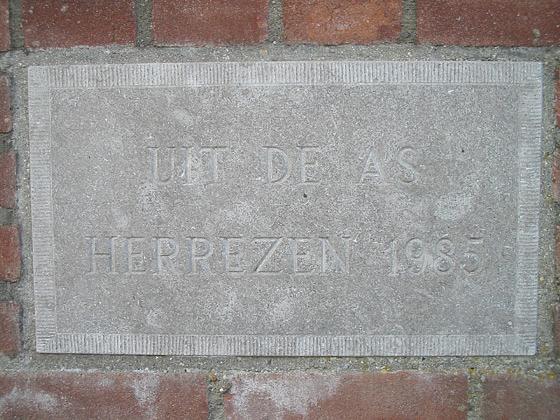 UIT DE AS
HERREZEN 1985